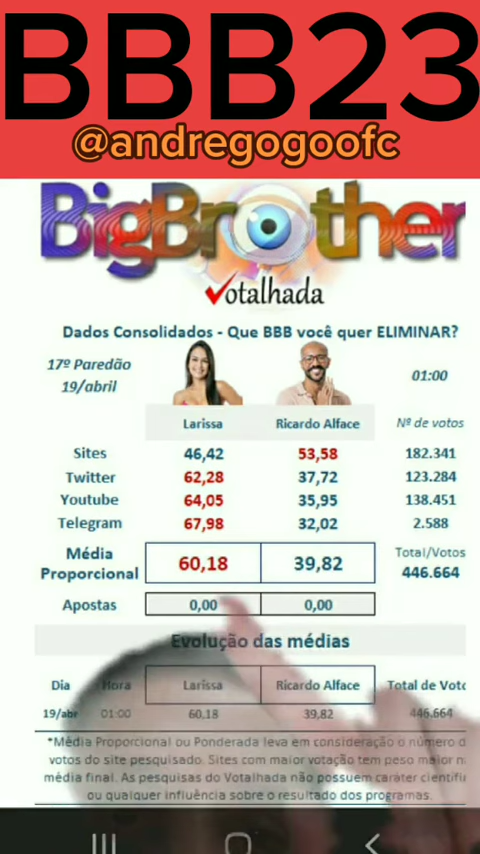 BBB23
@andregogoofc
BigBrother
Votalhada
Dados Consolidados - Que BBB você quer ELIMINAR?
17º Paredão
19/abril
01:00
Larissa Ricardo Alface Nº de votos
Sites 46,42 53,58 182.341
Twitter 62,28 37,72 123.284
Youtube 64,05 35,95 138.451
Telegram 67,98 32,02 2.588
Média
Proporcional 60,18 39,82 Total/Votos
446.664
Apostas 0,00 0,00
Evolução das médias
Dia Hora Larissa Ricardo Alface Total de Voto
19/abr 01:00 60,18 39,82 446.664
*Média Proporcional ou Ponderada leva em consideração o número d
votos do site pesquisado. Sites com maior votação tem peso maior n
média final. As pesquisas do Votalhada não possuem carater científi
ou qualquer influência sobre o resultado dos programas.